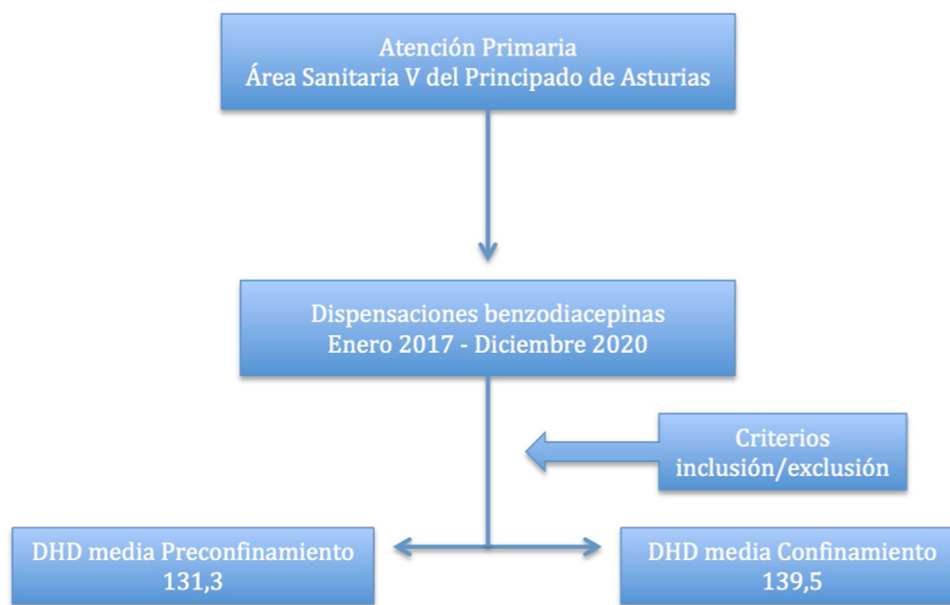 Atención Primaria
Área Sanitaria V del Principado de Asturias
Dispensaciones benzodiacepinas
Enero 2017 - Diciembre 2020
Criterios
inclusión/exclusión
DHD media Preconfinamiento
131,3
DHD media Confinamiento
139,5